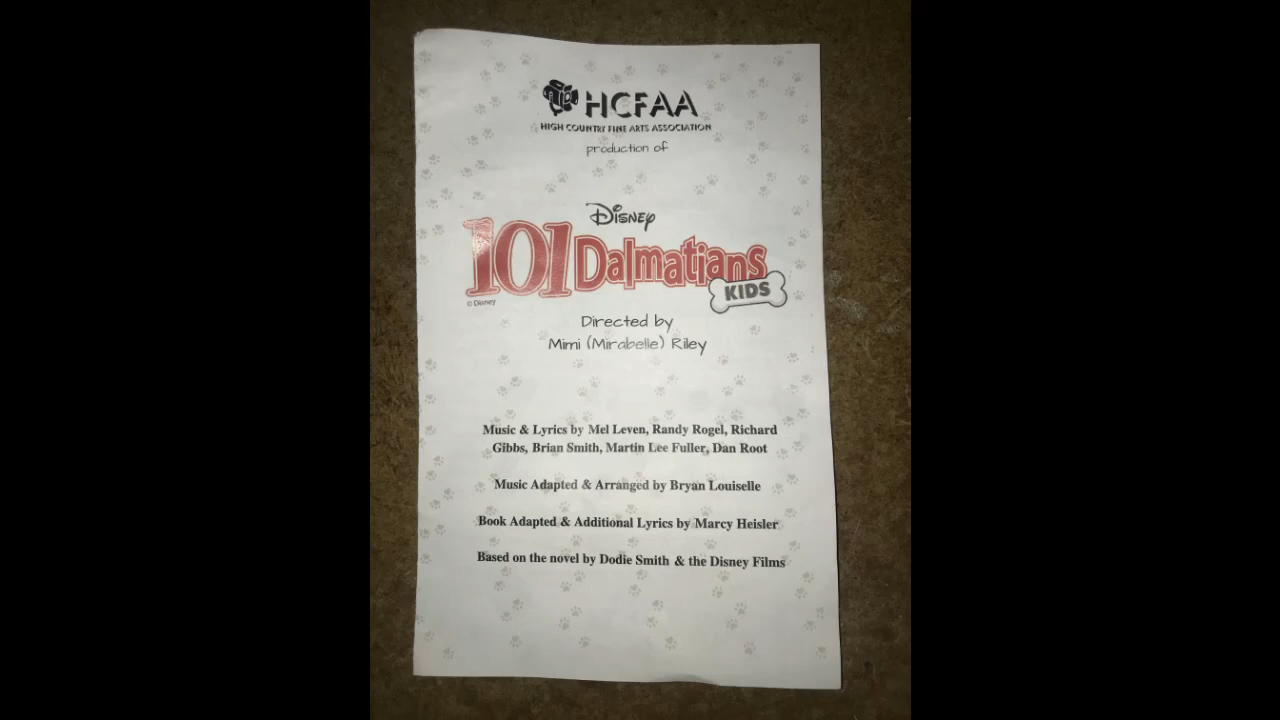 HCFAA
HIGH COUNTRY FINE ARTS ASSOCIATION
production of
Disney
101 Dalmatians
KIDS
© Disney
Directed by
Mimi (Mirabelle) Riley
Music & Lyrics by Mel Leven, Randy Rogel, Richard
Gibbs, Brian Smith, Martin Lee Fuller, Dan Root
Music Adapted & Arranged by Bryan Louiselle
Book Adapted & Additional Lyrics by Marcy Heisler
Based on the novel by Dodie Smith & the Disney Films